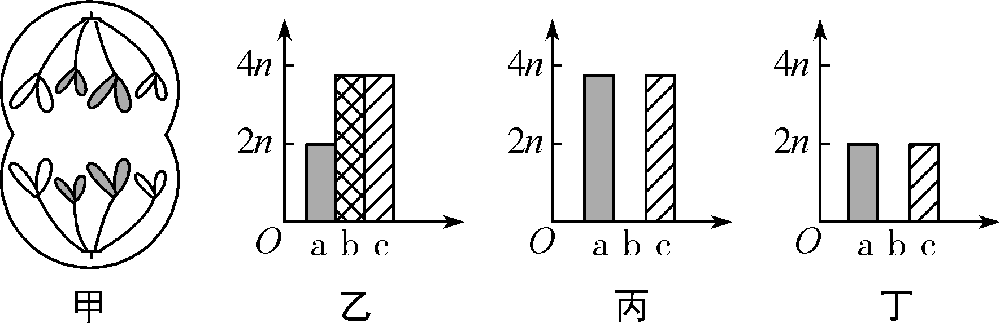 4n 4n 4n
2n 2n 2n
O a b c O a b c O a b c
甲 乙 丙 丁